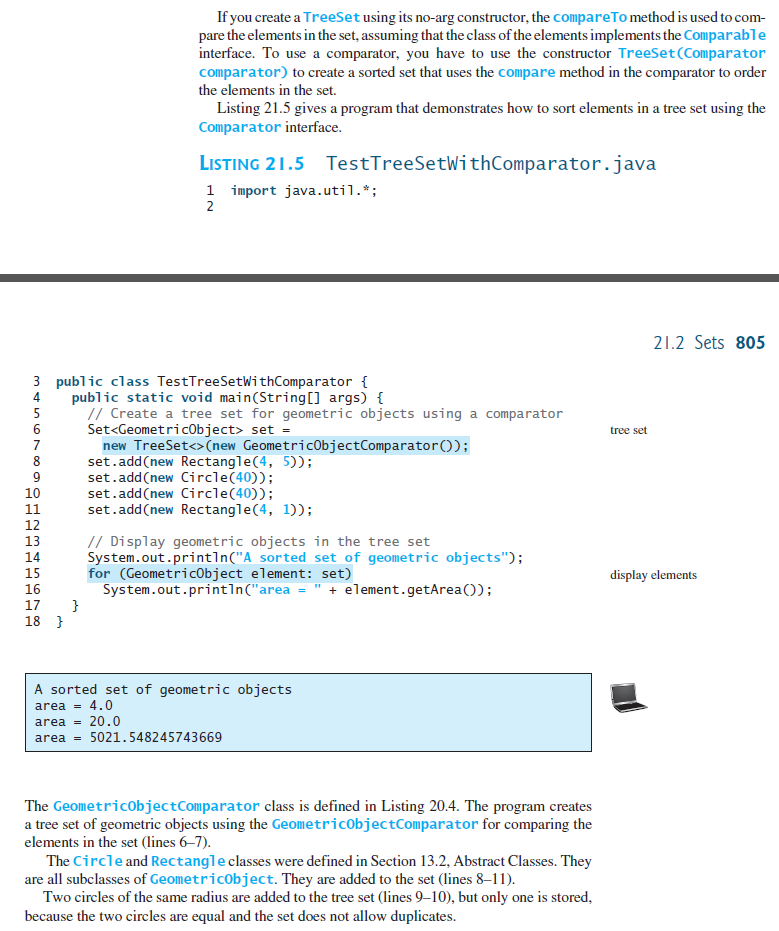 If you create a TreeSet using its no-arg constructor, the compareTo method is used to com-
pare the elements in the set, assuming that the class of the elements implements the Comparable
interface. To use a comparator, you have to use the constructor TreeSet(Comparator
comparator) to create a sorted set that uses the compare method in the comparator to order
the elements in the set.
Listing 21.5 gives a program that demonstrates how to sort elements in a tree set using the
Comparator interface.
LISTING 21.5 TestTreeSetWithComparator.java
1 import java.util.*;
2
21.2 Sets 805
3 public class TestTreeSetWithComparator {
4 public static void main(String[] args) {
5 // Create a tree set for geometric objects using a comparator
6 Set<GeometricObject> set = tree set
7 new TreeSet<>(new GeometricObjectComparator());
8 set.add(new Rectangle(4, 5));
9 set.add(new Circle(40));
10 set.add(new Circle(40));
11 set.add(new Rectangle(4, 1));
12
13 // Display geometric objects in the tree set
14 System.out.println("A sorted set of geometric objects");
15 for (GeometricObject element: set) display elements
16 System.out.println("area = " + element.getArea());
17 }
18 }
A sorted set of geometric objects
area = 4.0
area = 20.0
area = 5021.548245743669
The GeometricObjectComparator class is defined in Listing 20.4. The program creates
a tree set of geometric objects using the GeometricObjectComparator for comparing the
elements in the set (lines 6–7).
The Circle and Rectangle classes were defined in Section 13.2, Abstract Classes. They
are all subclasses of GeometricObject. They are added to the set (lines 8–11).
Two circles of the same radius are added to the tree set (lines 9–10), but only one is stored,
because the two circles are equal and the set does not allow duplicates.